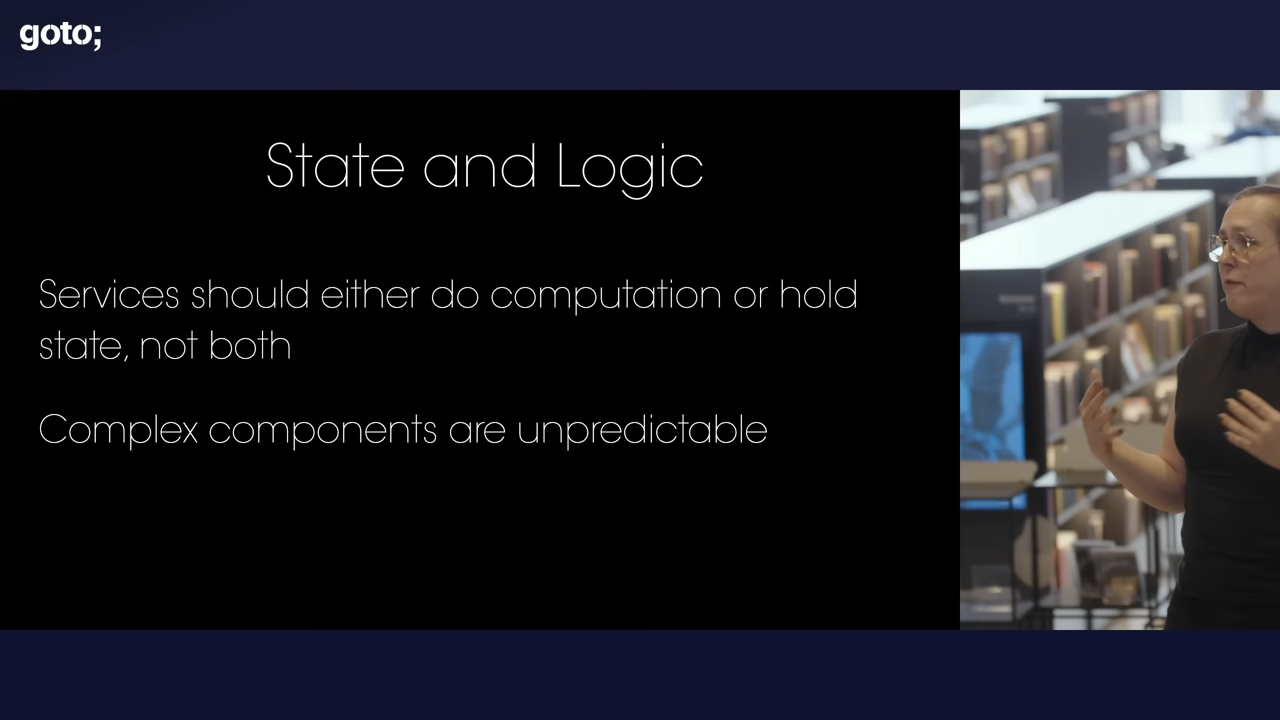 goto;
State and Logic
Services should either do computation or hold
state, not both
Complex components are unpredictable